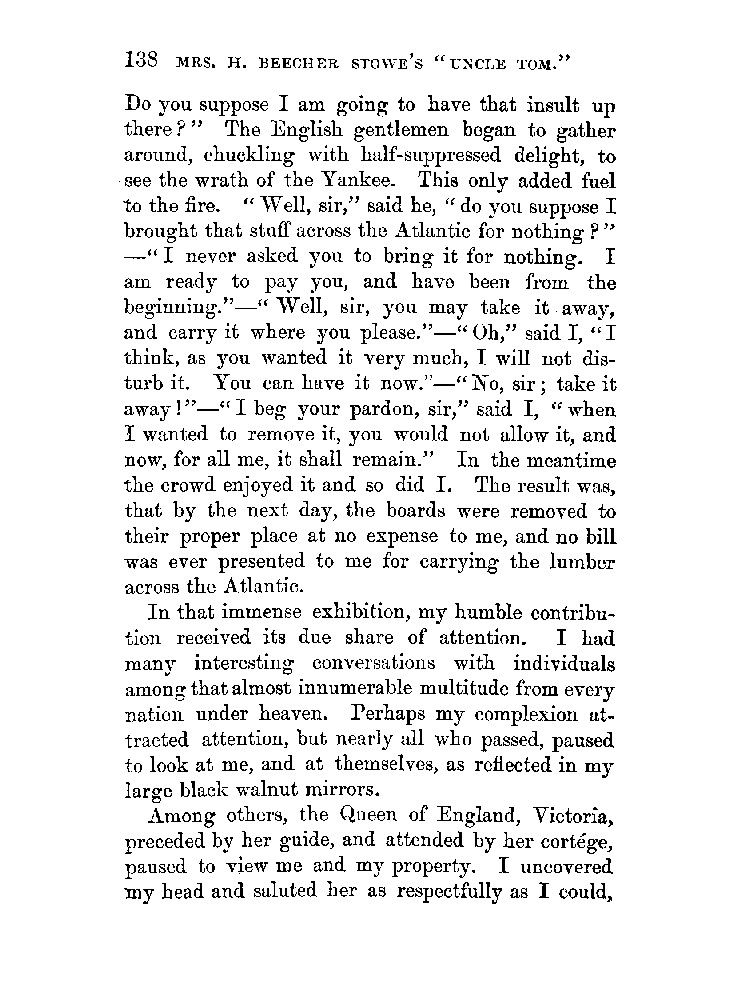 138 MRS. H. BEECHER STOWE'S "UNCLE TOM."
Do you suppose I am going to have that insult up
there?" The English gentlemen began to gather
around, chuckling with half-suppressed delight, to
see the wrath of the Yankee. This only added fuel
to the fire. "Well, sir," said he, "do you suppose I
brought that stuff across the Atlantic for nothing?"
—"I never asked you to bring it for nothing. I
am ready to pay you, and have been from the
beginning."—"Well, sir, you may take it away,
and carry it where you please."—"Oh," said I, "I
think, as you wanted it very much, I will not dis-
turb it. You can have it now."—"No, sir; take it
away!"—"I beg your pardon, sir," said I, "when
I wanted to remove it, you would not allow it, and
now, for all me, it shall remain." In the meantime
the crowd enjoyed it and so did I. The result was,
that by the next day, the boards were removed to
their proper place at no expense to me, and no bill
was ever presented to me for carrying the lumber
across the Atlantic.
In that immense exhibition, my humble contribu-
tion received its due share of attention. I had
many interesting conversations with individuals
among that almost innumerable multitude from every
nation under heaven. Perhaps my complexion at-
tracted attention, but nearly all who passed, paused
to look at me, and at themselves, as reflected in my
large black walnut mirrors.
Among others, the Queen of England, Victoria,
preceded by her guide, and attended by her cortége,
paused to view me and my property. I uncovered
my head and saluted her as respectfully as I could,